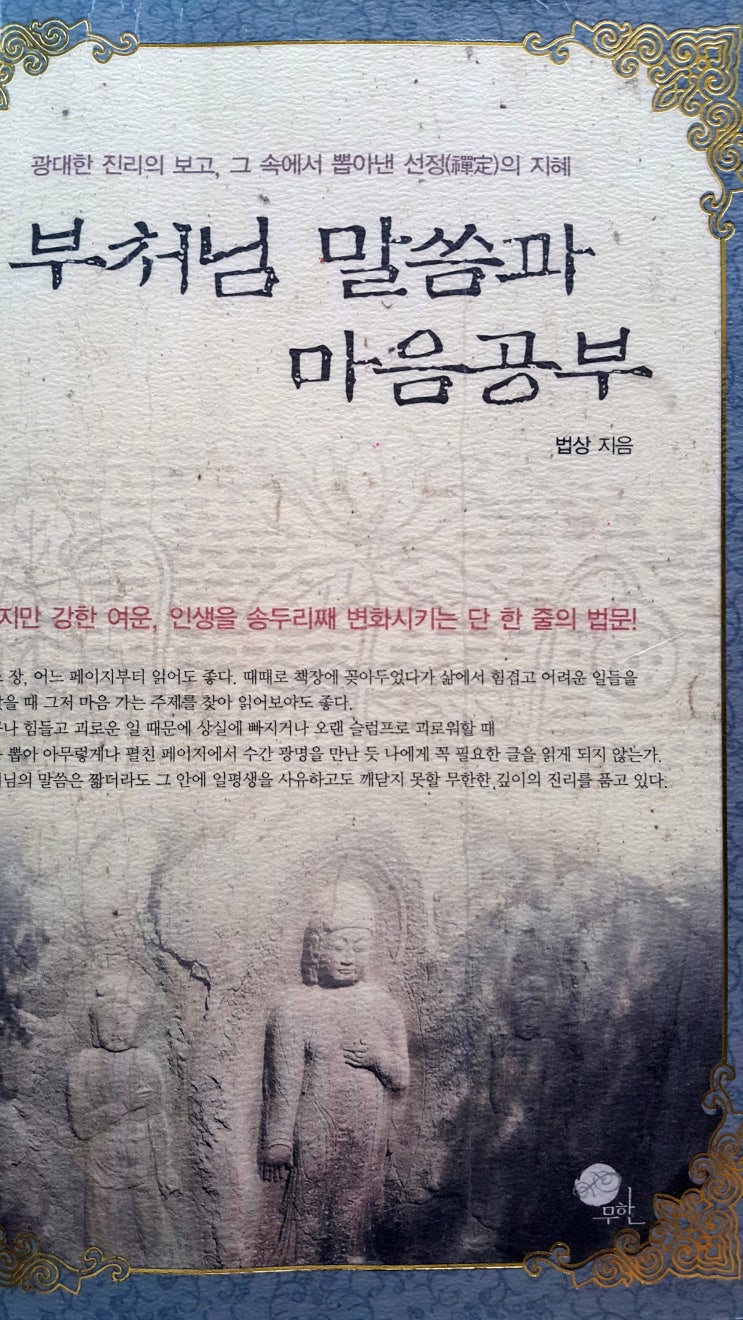 광대한 진리의 보고, 그 속에서 뽑아낸 선정(禪定)의 지혜
부처님 말씀과
마음공부
법상 지음
지만 강한 여운, 인생을 송두리째 변화시키는 단 한 줄의 법문!
장, 어느 페이지부터 읽어도 좋다. 때때로 책장에 꽂아두었다가 삶에서 힘겹고 어려운 일들을
을 때 그저 마음 가는 주제를 찾아 읽어보아도 좋다.
나 힘들고 괴로운 일 때문에 상실에 빠지거나 오랜 슬럼프로 괴로워할 때
뽑아 아무렇게나 펼친 페이지에서 수간 광명을 만난 듯 나에게 꼭 필요한 글을 읽게 되지 않는가.
님의 말씀은 짧더라도 그 안에 일평생을 사유하고도 깨닫지 못할 무한한 깊이의 진리를 품고 있다.
무한